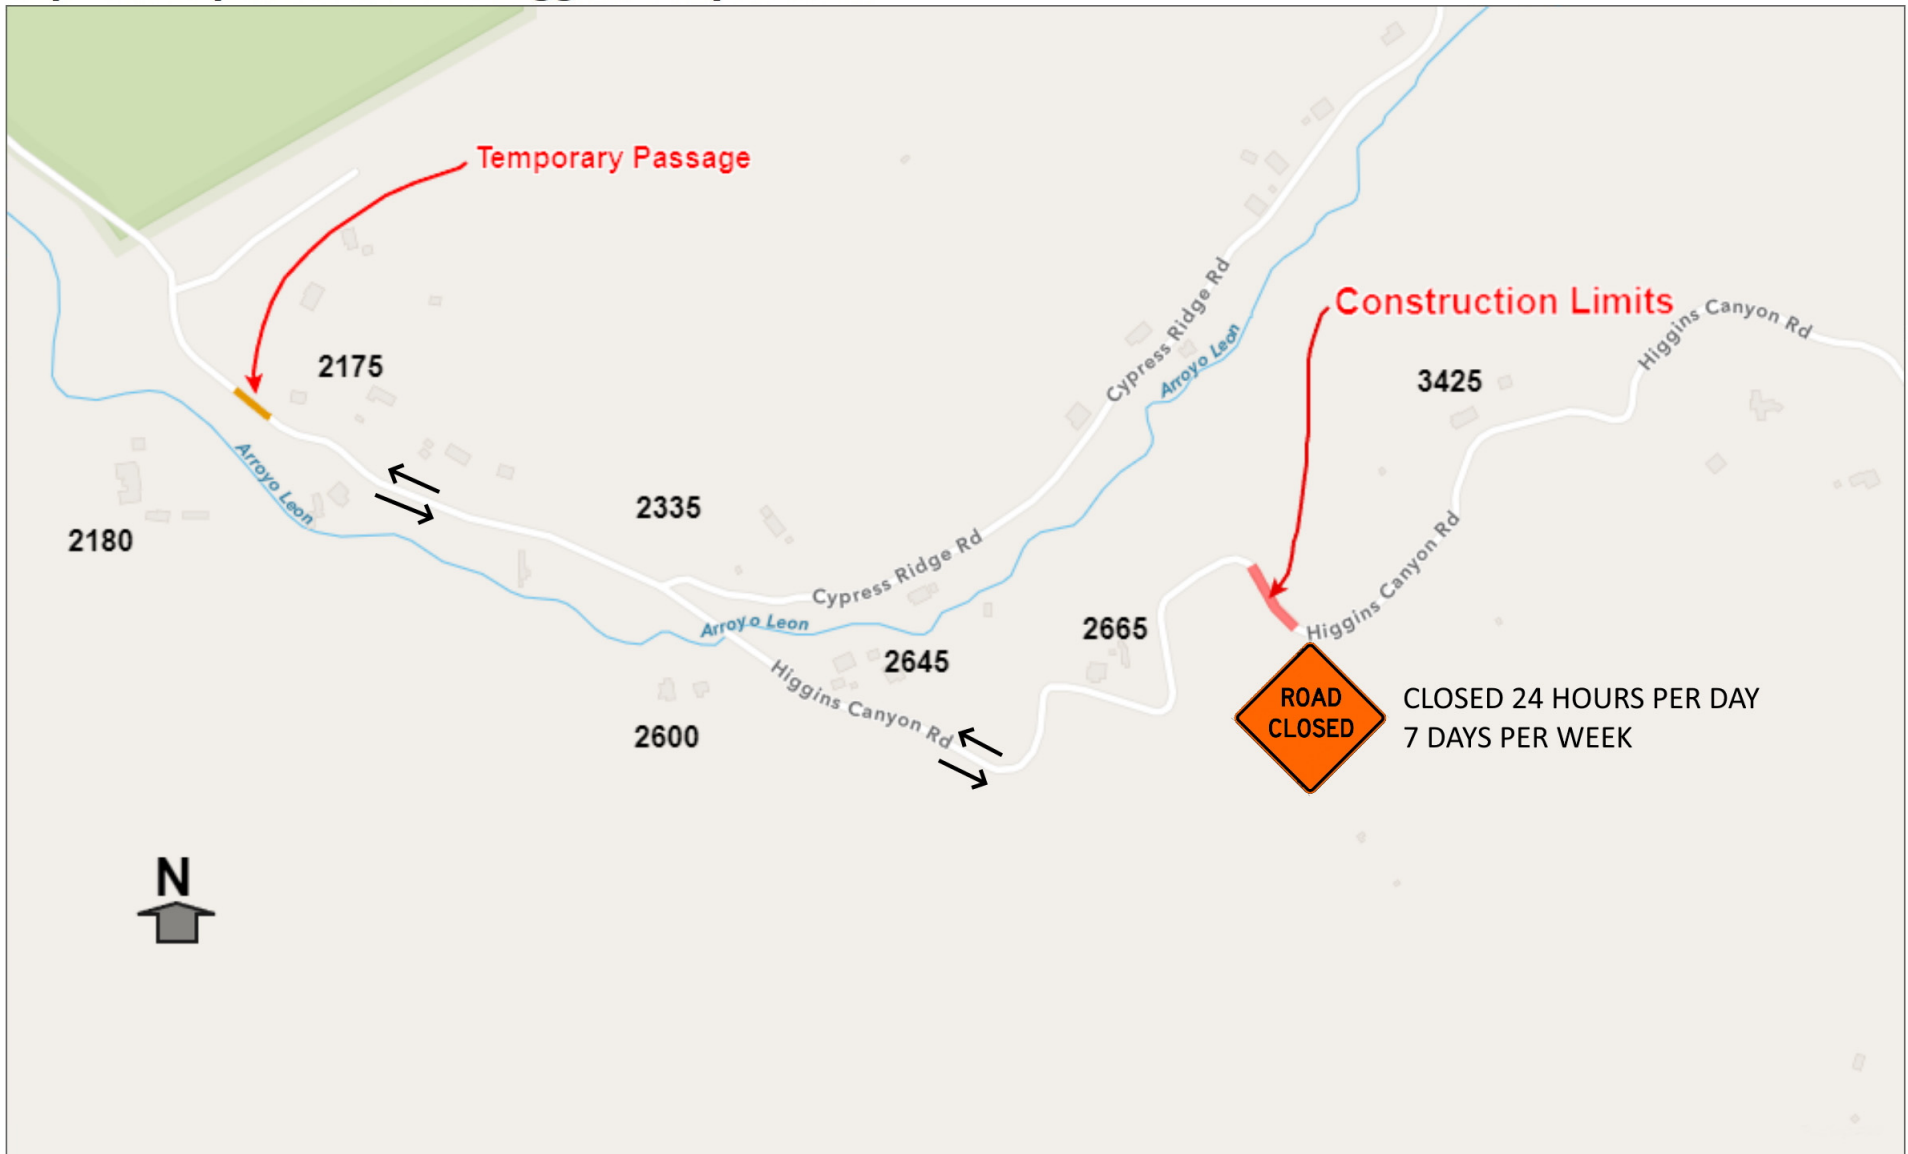 Temporary Passage
Cypress Ridge Rd
Arroyo Leon
Construction Limits
Higgins Canyon Rd
2175
3425
Arroyo Leon
2180
2335
Cypress Ridge Rd
Higgins Canyon Rd
Arroyo Leon
2665
2645
Higgins Canyon Rd
2600
ROAD
CLOSED
CLOSED 24 HOURS PER DAY
7 DAYS PER WEEK
N